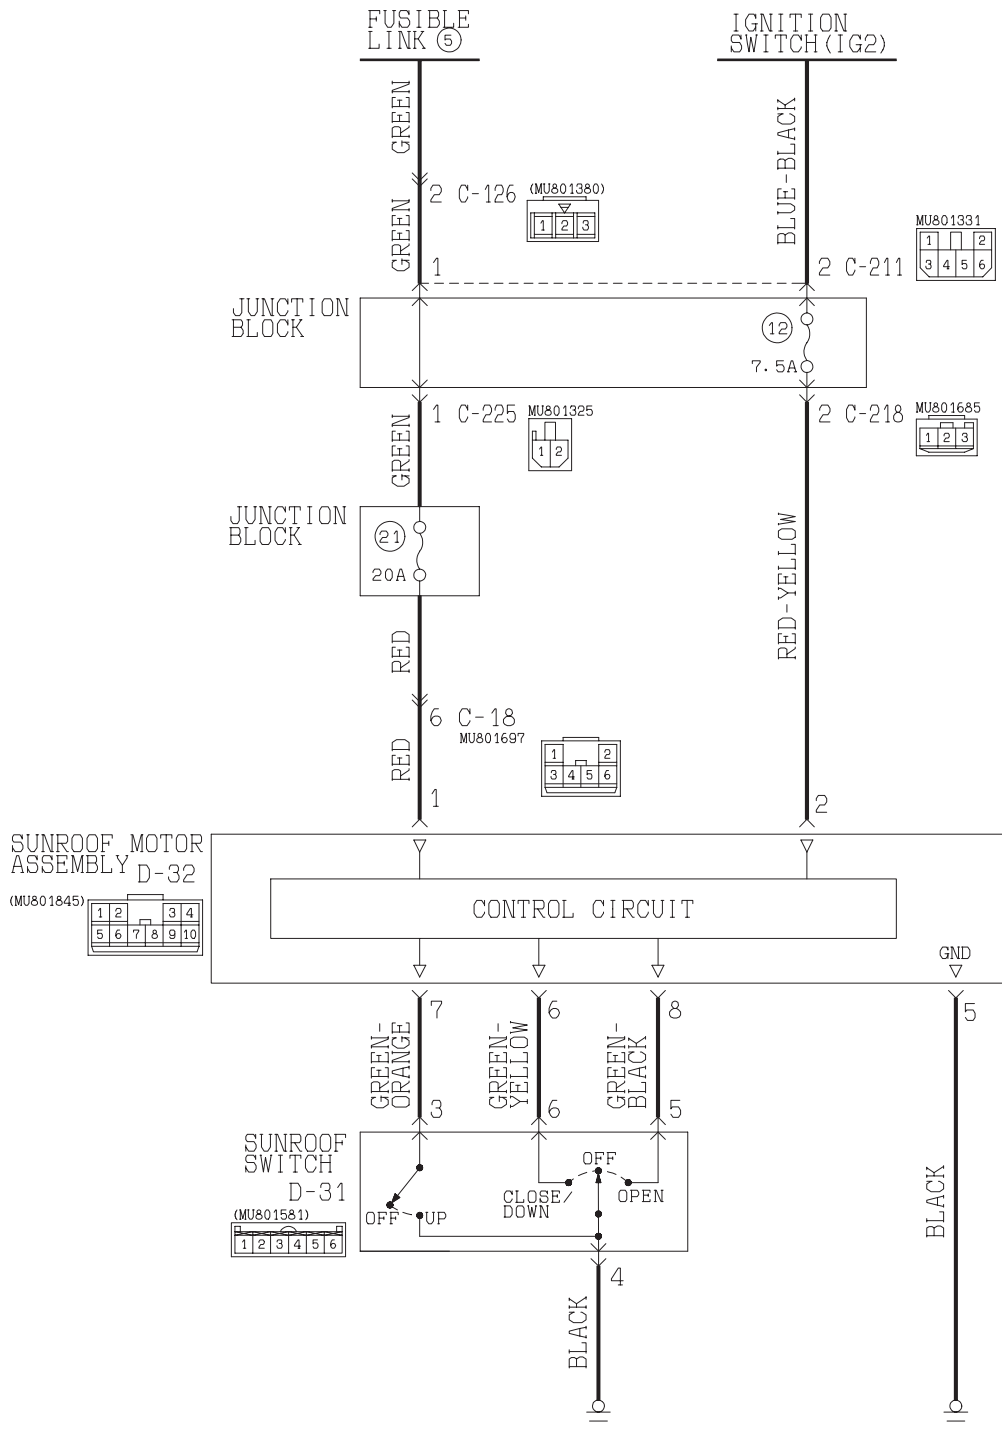 FUSIBLE
LINK 5
IGNITION
SWITCH(IG2)
GREEN
BLUE-BLACK
2 C-126 (MU801380)
1 2 3
GREEN
MU801331
1 2
3 4 5 6
1
2 C-211
JUNCTION
BLOCK
12
7.5A
1 C-225 MU801325
1 2
2 C-218 MU801685
1 2 3
GREEN
JUNCTION
BLOCK
21
20A
RED-YELLOW
RED
6 C-18
MU801697
1 2
3 4 5 6
RED
1
2
SUNROOF MOTOR
ASSEMBLY D-32
(MU801845)
1 2 3 4
5 6 7 8 9 10
CONTROL CIRCUIT
GND
7
6
8
5
GREEN-
ORANGE
GREEN-
YELLOW
GREEN-
BLACK
3
6
5
SUNROOF
SWITCH
D-31
(MU801581)
1 2 3 4 5 6
OFF
UP
OFF
CLOSE/
DOWN
OPEN
BLACK
4
BLACK